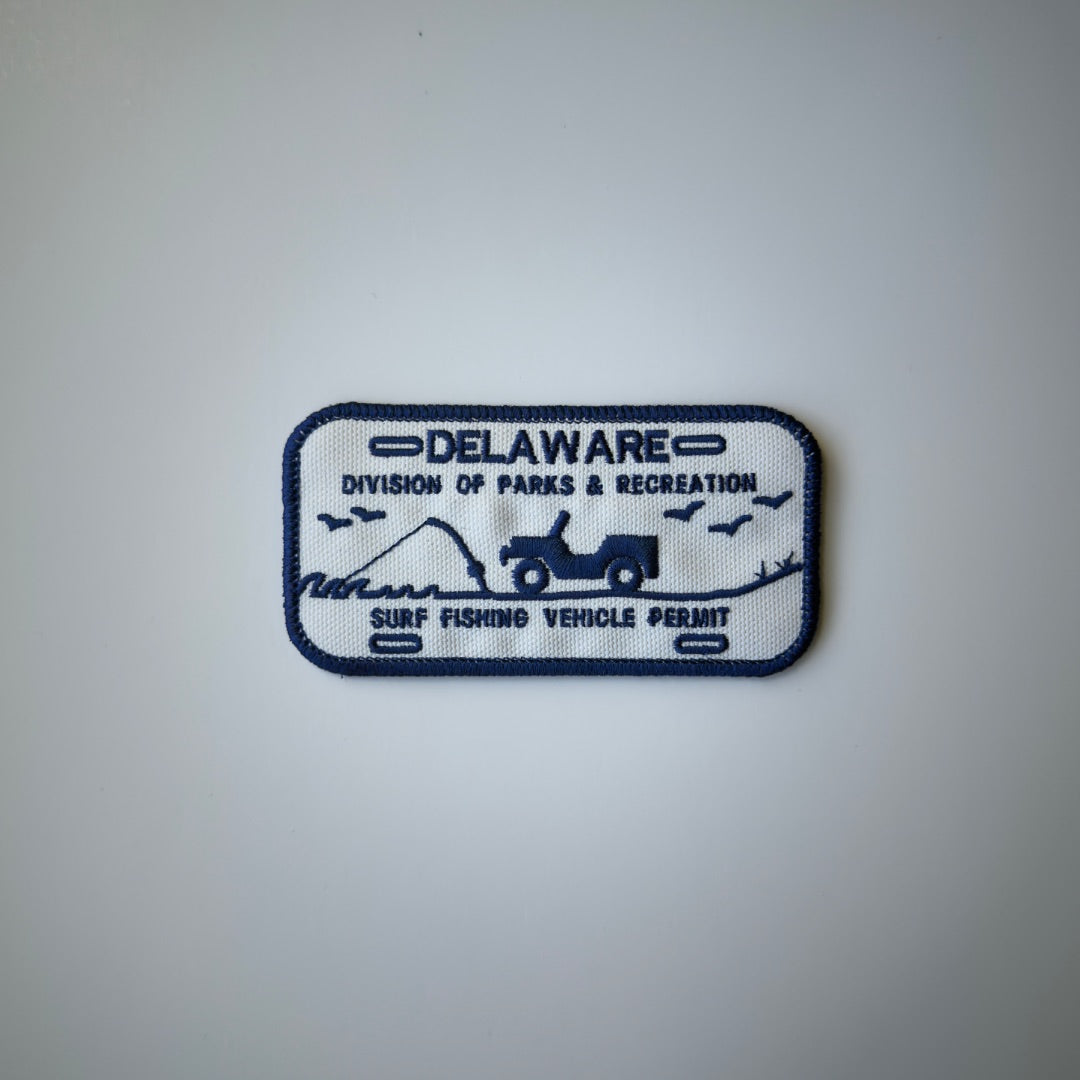 DELAWARE
DIVISION OF PARKS & RECREATION
SURF FISHING VEHICLE PERMIT